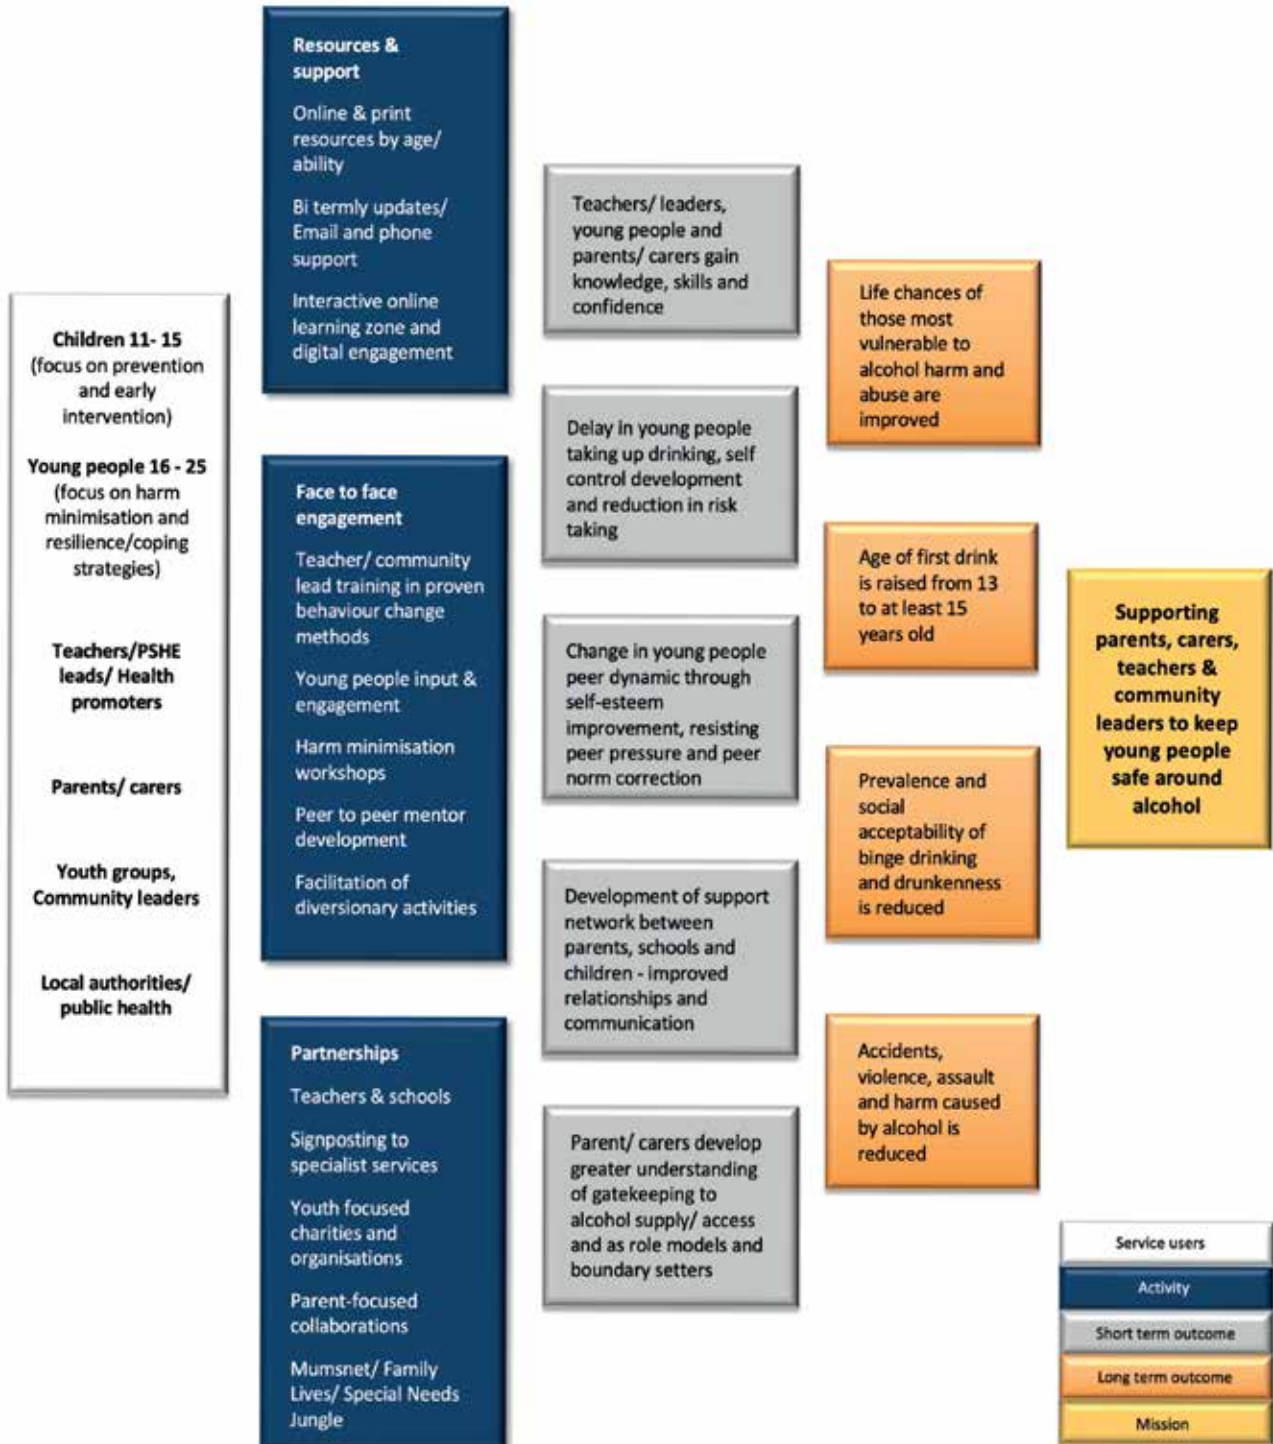 Children 11- 15
(focus on prevention
and early
intervention)
Young people 16 - 25
(focus on harm
minimisation and
resilience/coping
strategies)
Teachers/PSHE
leads/ Health
promoters
Parents/ carers
Youth groups,
Community leaders
Local authorities/
public health
Resources &
support
Online & print
resources by age/
ability
Bi termly updates/
Email and phone
support
Interactive online
learning zone and
digital engagement
Face to face
engagement
Teacher/ community
lead training in proven
behaviour change
methods
Young people input &
engagement
Harm minimisation
workshops
Peer to peer mentor
development
Facilitation of
diversionary activities
Partnerships
Teachers & schools
Signposting to
specialist services
Youth focused
charities and
organisations
Parent-focused
collaborations
Mumsnet/ Family
Lives/ Special Needs
Jungle
Teachers/ leaders,
young people and
parents/ carers gain
knowledge, skills and
confidence
Delay in young people
taking up drinking, self
control development
and reduction in risk
taking
Change in young people
peer dynamic through
self-esteem
improvement, resisting
peer pressure and peer
norm correction
Development of support
network between
parents, schools and
children - improved
relationships and
communication
Parent/ carers develop
greater understanding
of gatekeeping to
alcohol supply/ access
and as role models and
boundary setters
Life chances of
those most
vulnerable to
alcohol harm and
abuse are
improved
Age of first drink
is raised from 13
to at least 15
years old
Prevalence and
social
acceptability of
binge drinking
and drunkenness
is reduced
Accidents,
violence, assault
and harm caused
by alcohol is
reduced
Supporting
parents, carers,
teachers &
community
leaders to keep
young people
safe around
alcohol
Service users
Activity
Short term outcome
Long term outcome
Mission